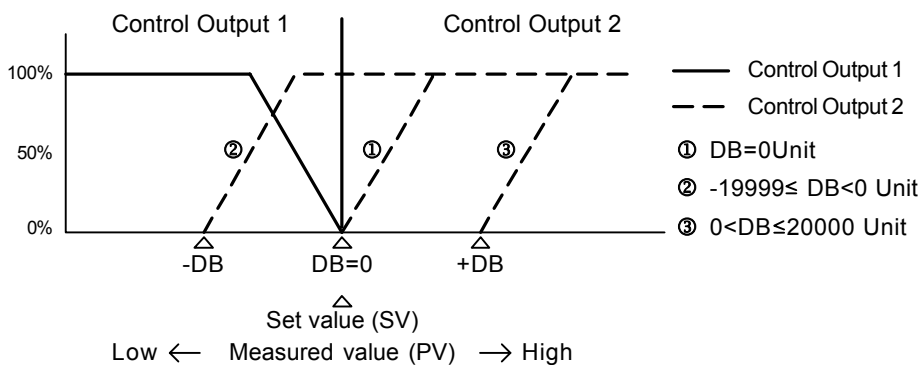 Control Output 1
Control Output 2
100%
50%
0%
②
①
③
-DB
DB=0
+DB
Set value (SV)
Low ← Measured value (PV) → High
Control Output 1
Control Output 2
① DB=0Unit
② -19999≤ DB<0 Unit
③ 0<DB≤20000 Unit